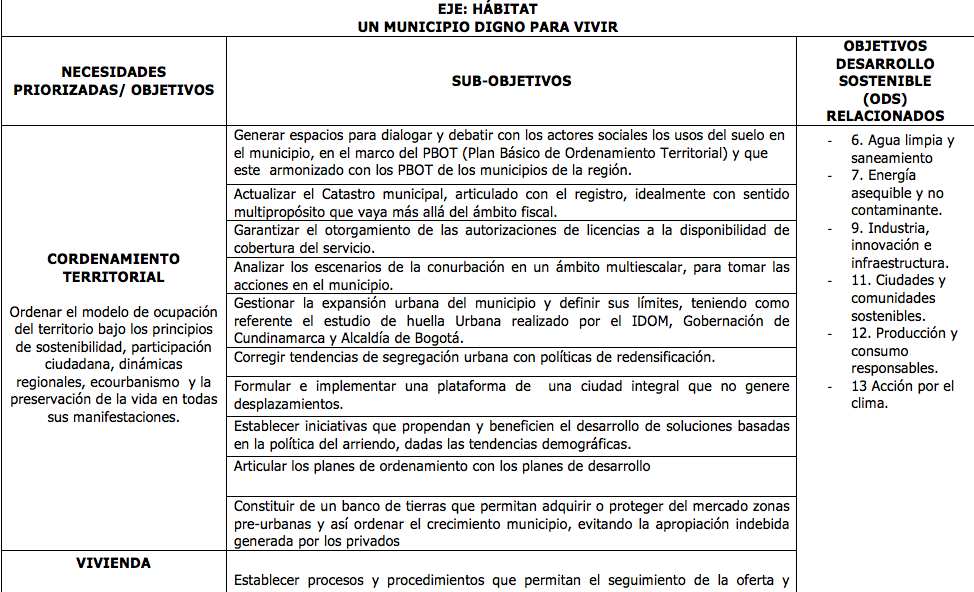 EJE: HÁBITAT
UN MUNICIPIO DIGNO PARA VIVIR
NECESIDADES
PRIORIZADAS/ OBJETIVOS
SUB-OBJETIVOS
OBJETIVOS
DESARROLLO
SOSTENIBLE
(ODS)
RELACIONADOS
CORDENAMIENTO
TERRITORIAL
Ordenar el modelo de ocupación
del territorio bajo los principios
de sostenibilidad, participación
ciudadana, dinámicas
regionales, ecourbanismo y la
preservación de la vida en todas
sus manifestaciones.
Generar espacios para dialogar y debatir con los actores sociales los usos del suelo en
el municipio, en el marco del PBOT (Plan Básico de Ordenamiento Territorial) y que
este armonizado con los PBOT de los municipios de la región.
Actualizar el Catastro municipal, articulado con el registro, idealmente con sentido
multipropósito que vaya más allá del ámbito fiscal.
Garantizar el otorgamiento de las autorizaciones de licencias a la disponibilidad de
cobertura del servicio.
Analizar los escenarios de la conurbación en un ámbito multiescalar, para tomar las
acciones en el municipio.
Gestionar la expansión urbana del municipio y definir sus límites, teniendo como
referente el estudio de huella Urbana realizado por el IDOM, Gobernación de
Cundinamarca y Alcaldía de Bogotá.
Corregir tendencias de segregación urbana con políticas de redensificación.
Formular e implementar una plataforma de una ciudad integral que no genere
desplazamientos.
Establecer iniciativas que propendan y beneficien el desarrollo de soluciones basadas
en la política del arriendo, dadas las tendencias demográficas.
Articular los planes de ordenamiento con los planes de desarrollo
Constituir de un banco de tierras que permitan adquirir o proteger del mercado zonas
pre-urbanas y así ordenar el crecimiento municipio, evitando la apropiación indebida
generada por los privados
- 6. Agua limpia y
saneamiento
- 7. Energía
asequible y no
contaminante.
- 9. Industria,
innovación e
infraestructura.
- 11. Ciudades y
comunidades
sostenibles.
- 12. Producción y
consumo
responsables.
- 13 Acción por el
clima.
VIVIENDA
Establecer procesos y procedimientos que permitan el seguimiento de la oferta y